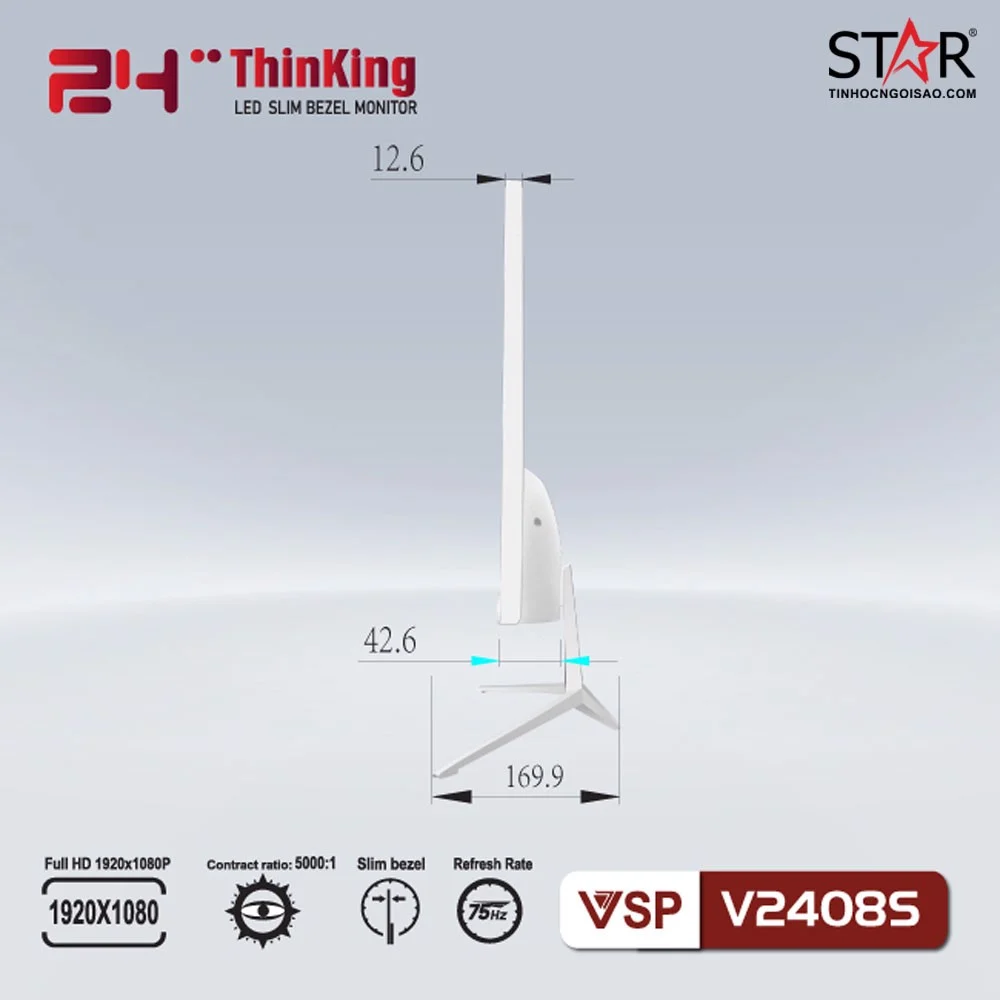 24" ThinKing
LED SLIM BEZEL MONITOR
STAR®
TINHOCNGOISAO.COM
12.6
42.6
169.9
Full HD 1920x1080P
1920X1080
Contract ratio: 5000:1
Slim bezel
Refresh Rate
75Hz
VSP
V2408S